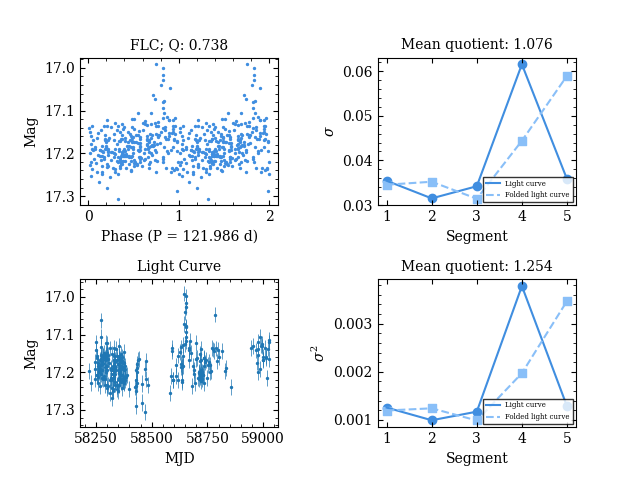 FLC; Q: 0.738
Mag
17.0
17.1
17.2
17.3
0
1
2
Phase (P = 121.986 d)
Mean quotient: 1.076
σ
0.06
0.05
0.04
0.03
1
2
3
4
5
Light curve
Folded light curve
Segment
Light Curve
Mag
17.0
17.1
17.2
17.3
58250
58500
58750
59000
MJD
Mean quotient: 1.254
σ²
0.003
0.002
0.001
1
2
3
4
5
Light curve
Folded light curve
Segment